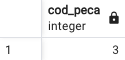 cod_peca
integer
1 3